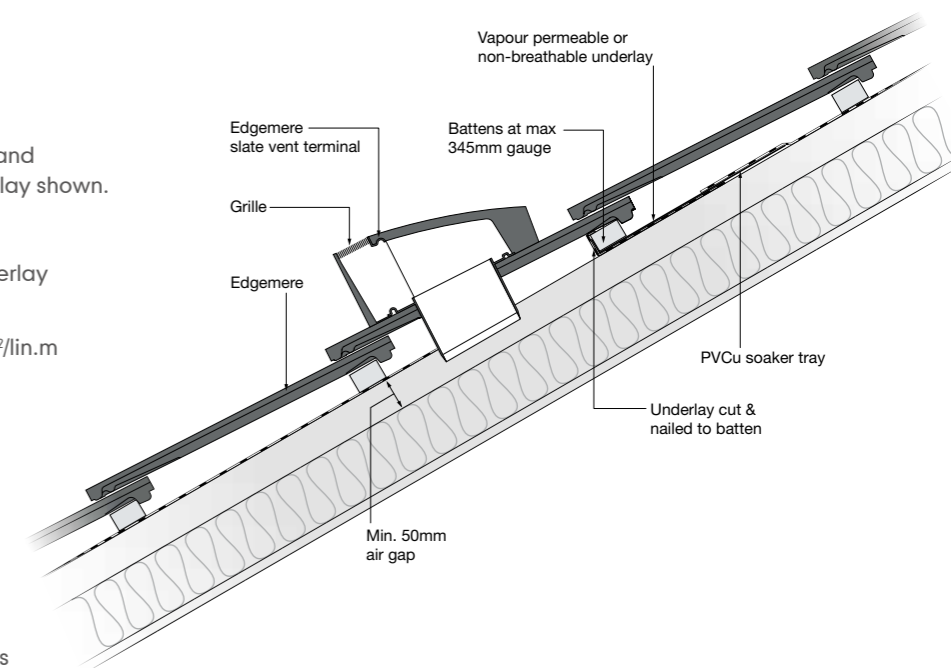 and
lay shown.
erlay
²/lin.m
s
Vapour permeable or
non-breathable underlay
Edgemere
slate vent terminal
Battens at max
345mm gauge
Grille
Edgemere
PVCu soaker tray
Underlay cut &
nailed to batten
Min. 50mm
air gap